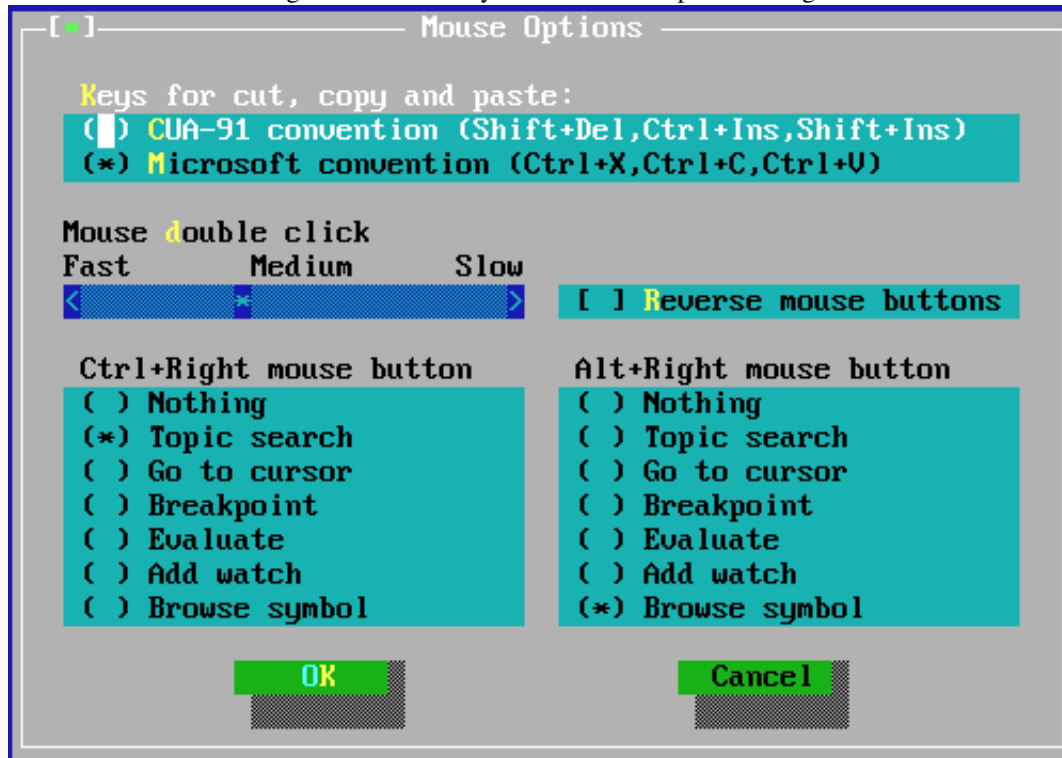 [*] Mouse Options
Keys for cut, copy and paste:
( ) CUA-91 convention (Shift+Del,Ctrl+Ins,Shift+Ins)
(*) Microsoft convention (Ctrl+X,Ctrl+C,Ctrl+V)
Mouse double click
Fast Medium Slow
[ ] Reverse mouse buttons
Ctrl+Right mouse button
( ) Nothing
(*) Topic search
( ) Go to cursor
( ) Breakpoint
( ) Evaluate
( ) Add watch
( ) Browse symbol
Alt+Right mouse button
( ) Nothing
( ) Topic search
( ) Go to cursor
( ) Breakpoint
( ) Evaluate
( ) Add watch
(*) Browse symbol
OK
Cancel